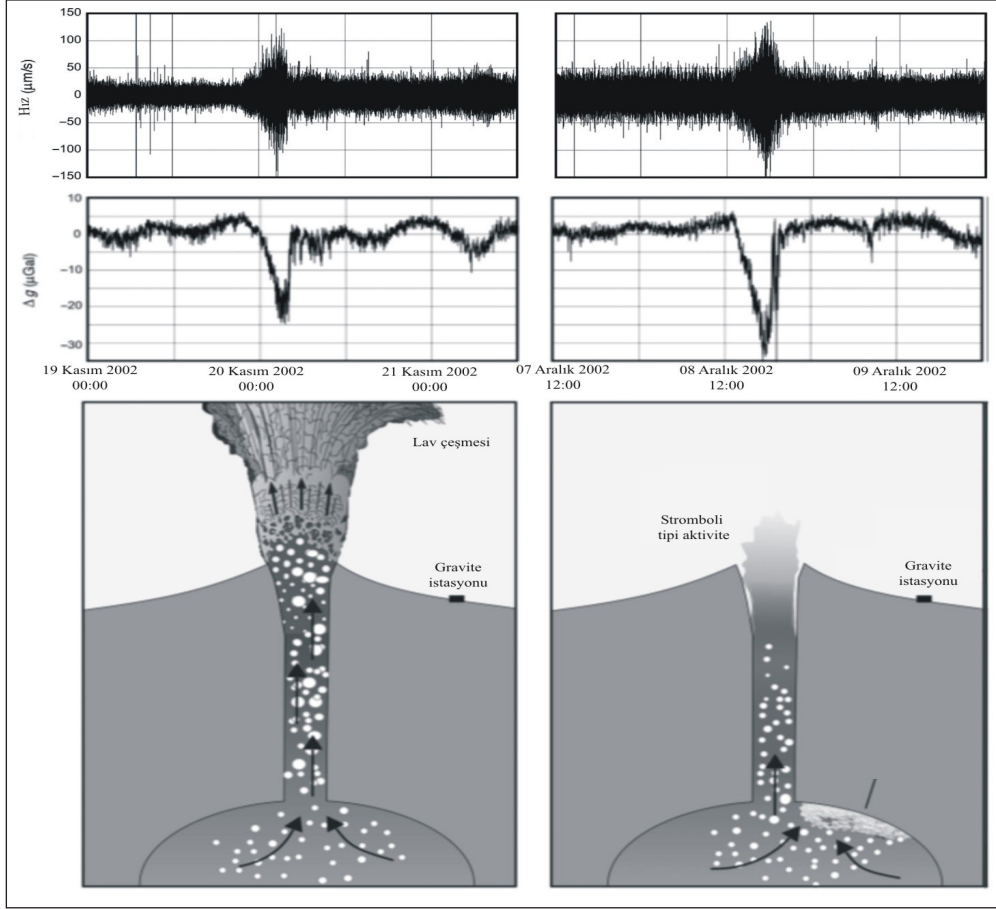 150
100
50
0
−50
−100
−150
Hız (μm/s)
10
0
−10
−20
−30
Δg (μGal)
19 Kasım 2002
00:00
20 Kasım 2002
00:00
21 Kasım 2002
00:00
07 Aralık 2002
12:00
08 Aralık 2002
12:00
09 Aralık 2002
12:00
Lav çeşmesi
Gravite
istasyonu
Stromboli
tipi aktivite
Gravite
istasyonu